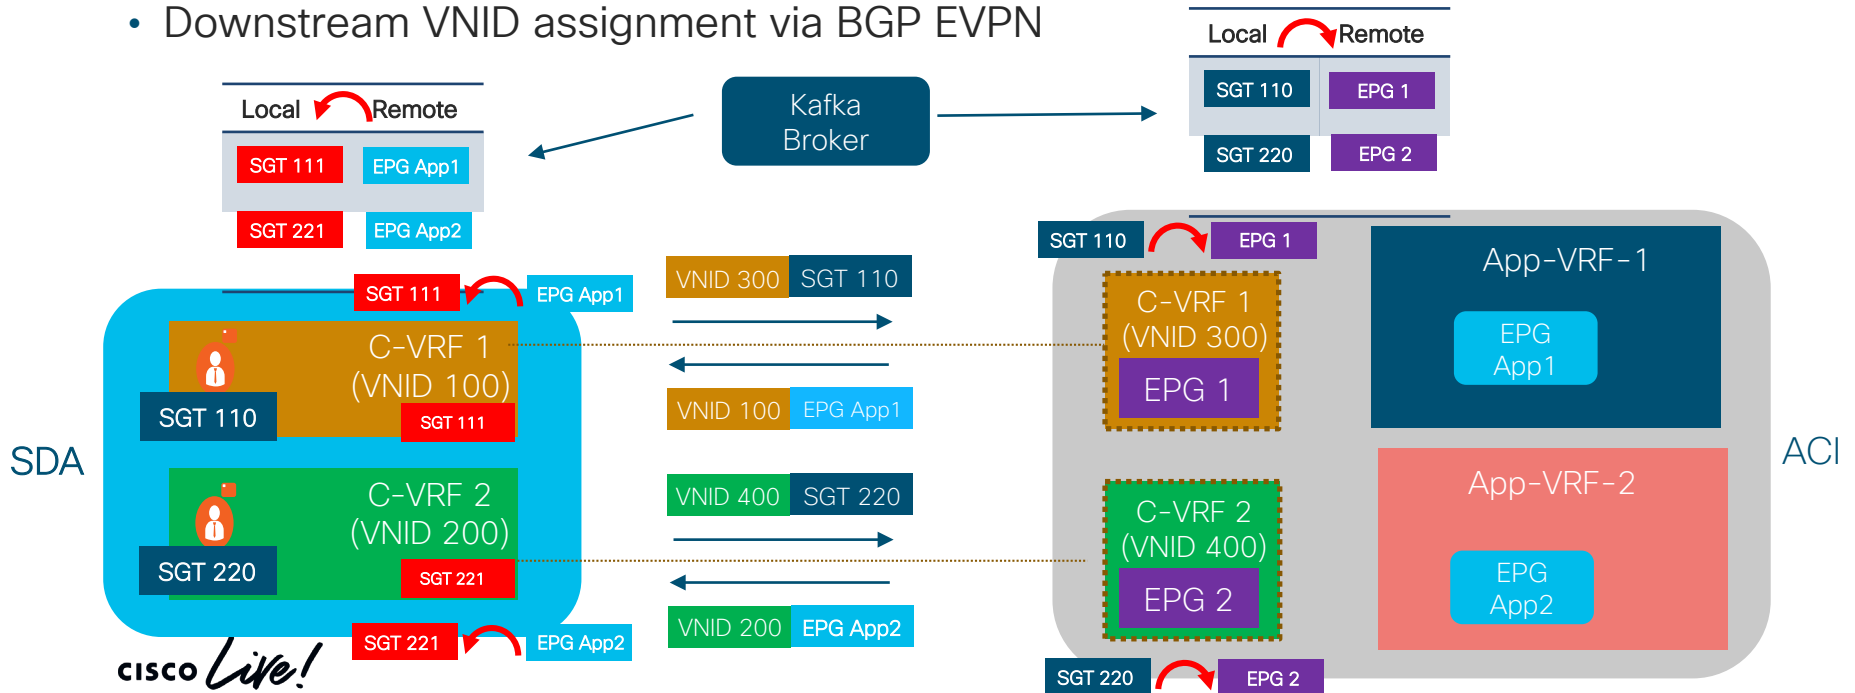 • Downstream VNID assignment via BGP EVPN
Local Remote
SGT 110 EPG 1
SGT 220 EPG 2
Kafka
Broker
Local Remote
SGT 111 EPG App1
SGT 221 EPG App2
SGT 110 EPG 1
SGT 111 EPG App1
VNID 300 SGT 110
VNID 100 EPG App1
VNID 400 SGT 220
VNID 200 EPG App2
SDA
C-VRF 1
(VNID 100)
SGT 110
SGT 111
C-VRF 2
(VNID 200)
SGT 220
SGT 221
SGT 221 EPG App2
C-VRF 1
(VNID 300)
EPG 1
C-VRF 2
(VNID 400)
EPG 2
App-VRF-1
EPG
App1
App-VRF-2
EPG
App2
ACI
SGT 220 EPG 2
CISCO Live!